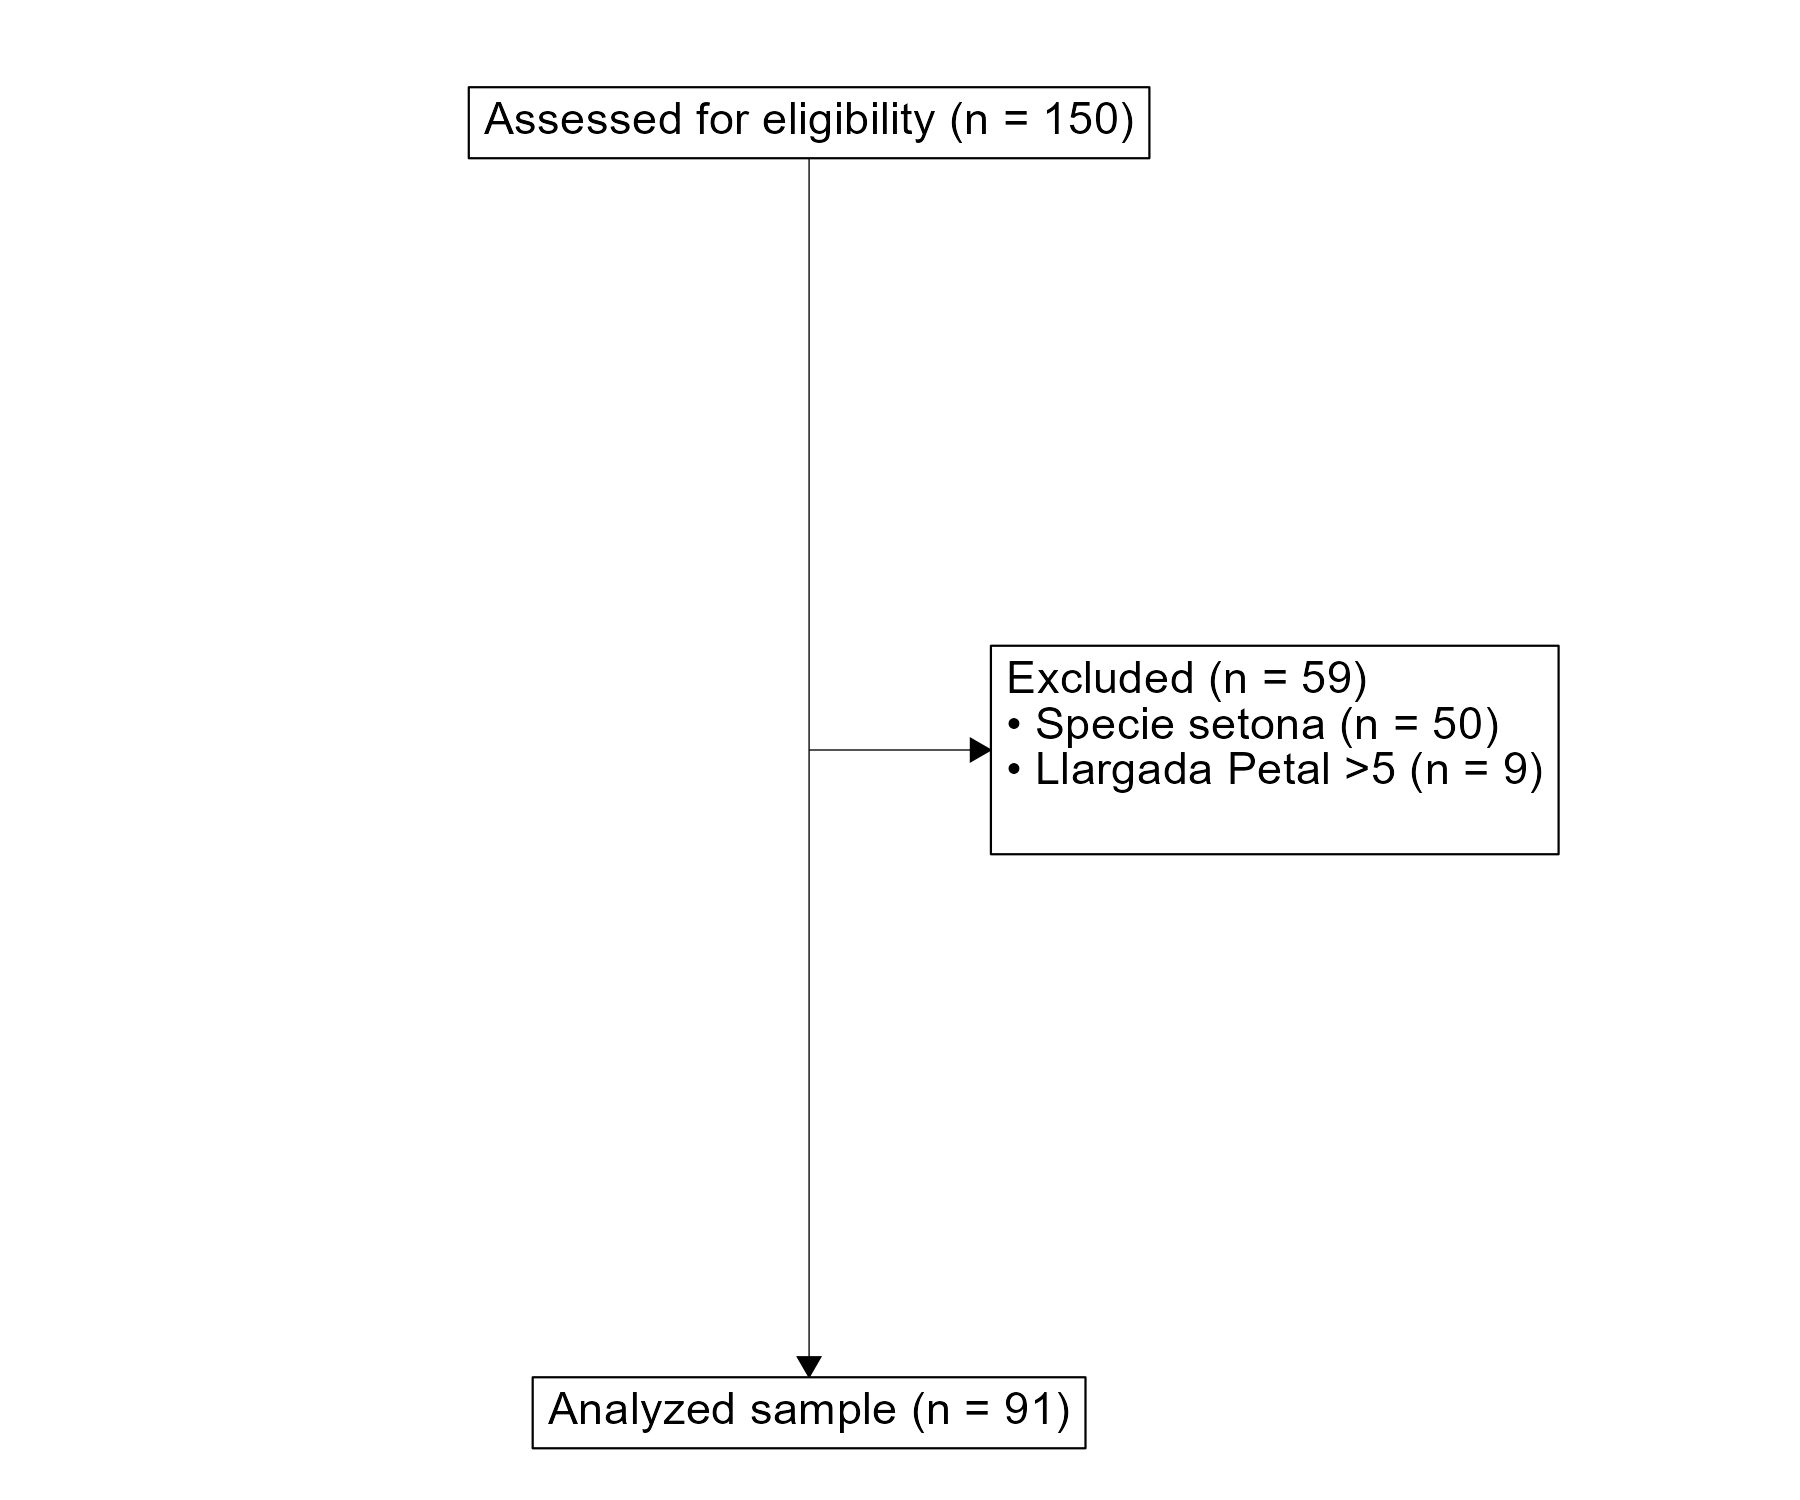 Assessed for eligibility (n = 150)
Excluded (n = 59)
• Specie setona (n = 50)
• Llargada Petal >5 (n = 9)
Analyzed sample (n = 91)